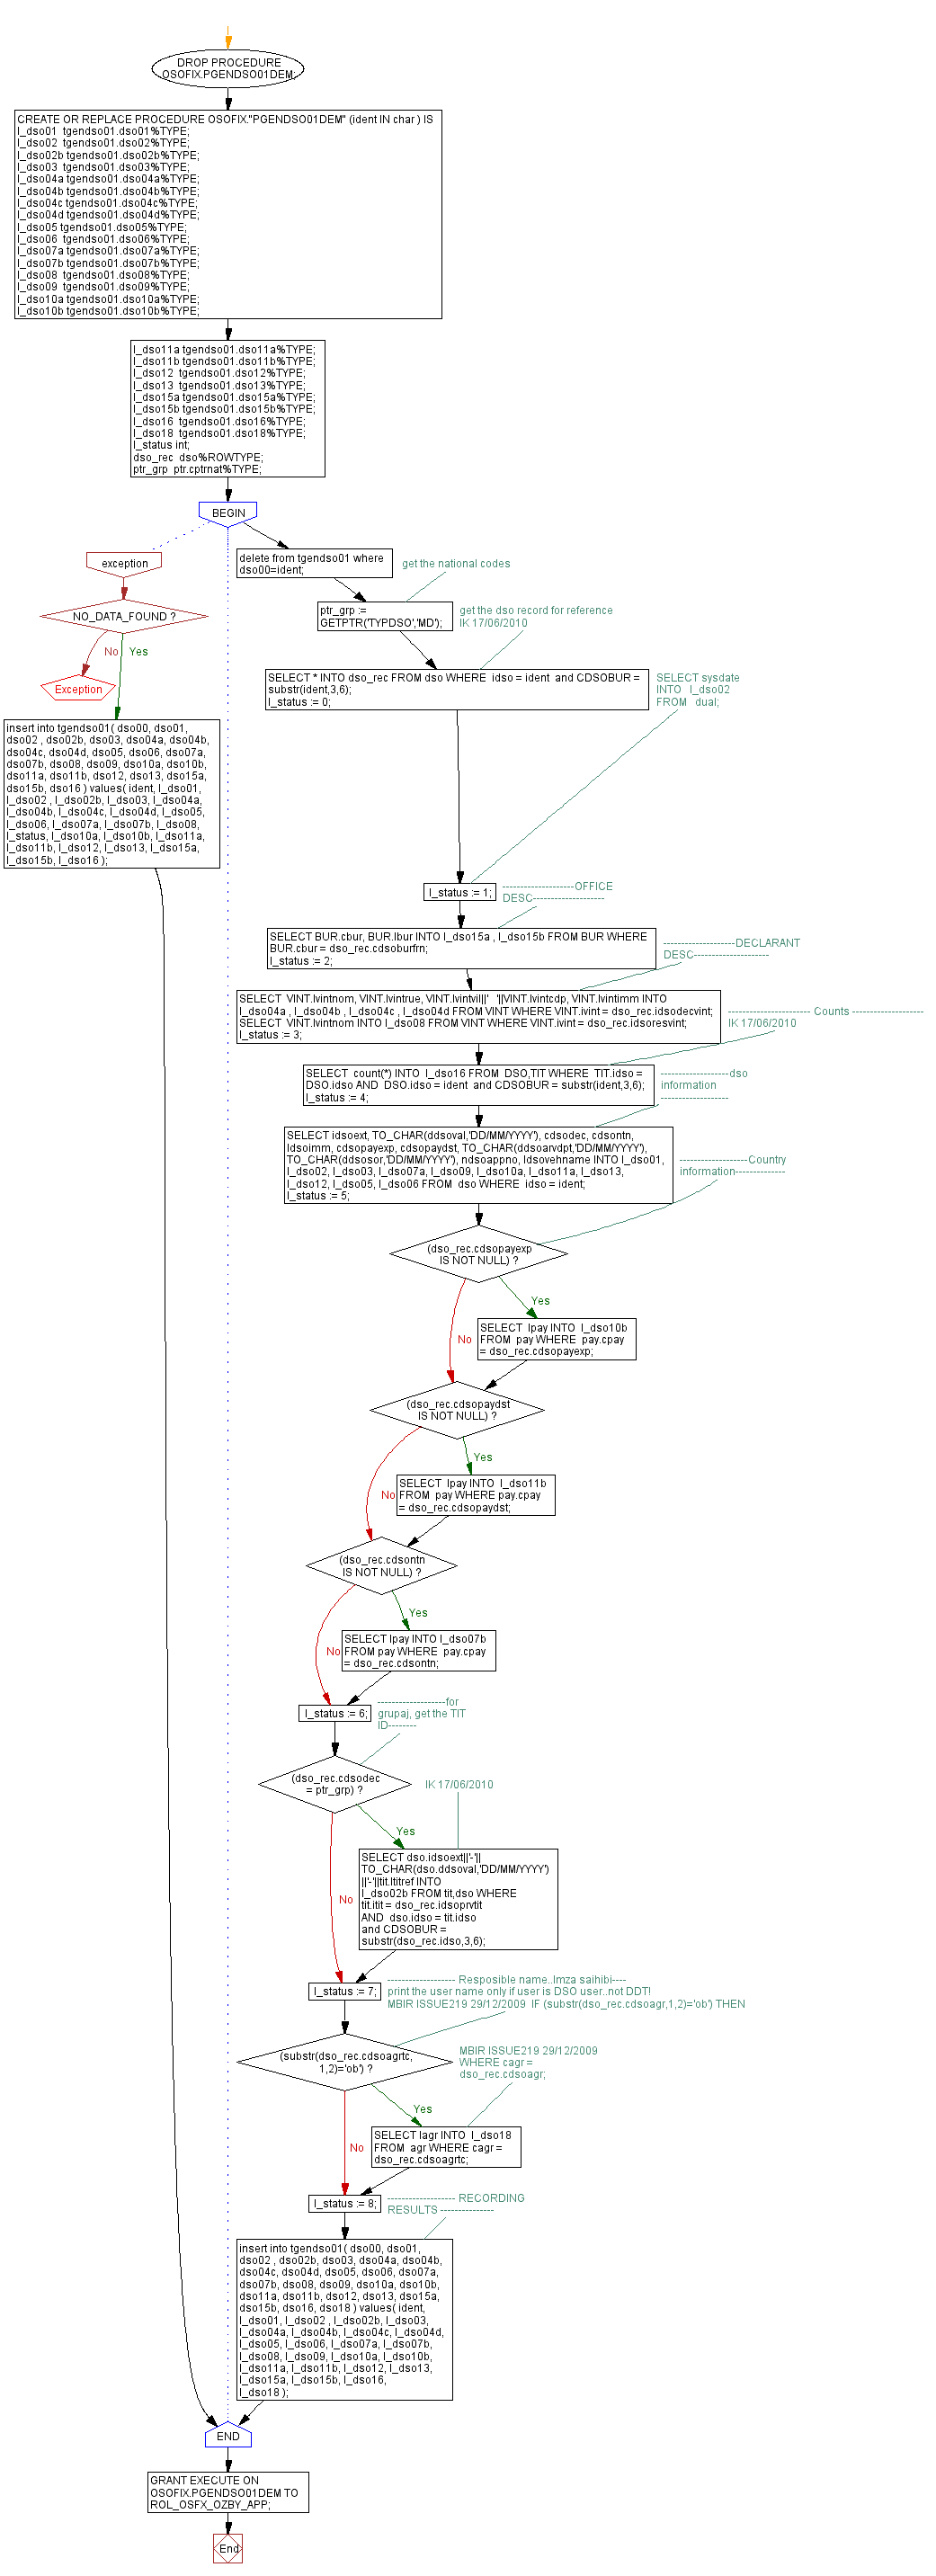 DROP PROCEDURE
OSOFIX.PGENDSO01DEM;
CREATE OR REPLACE PROCEDURE OSOFIX."PGENDSO01DEM" (ident IN char ) IS
l_dso01 tgendso01.dso01%TYPE;
l_dso02 tgendso01.dso02%TYPE;
l_dso02b tgendso01.dso02b%TYPE;
l_dso03 tgendso01.dso03%TYPE;
l_dso04a tgendso01.dso04a%TYPE;
l_dso04b tgendso01.dso04b%TYPE;
l_dso04c tgendso01.dso04c%TYPE;
l_dso04d tgendso01.dso04d%TYPE;
l_dso05 tgendso01.dso05%TYPE;
l_dso06 tgendso01.dso06%TYPE;
l_dso07a tgendso01.dso07a%TYPE;
l_dso07b tgendso01.dso07b%TYPE;
l_dso08 tgendso01.dso08%TYPE;
l_dso09 tgendso01.dso09%TYPE;
l_dso10a tgendso01.dso10a%TYPE;
l_dso10b tgendso01.dso10b%TYPE;
l_dso11a tgendso01.dso11a%TYPE;
l_dso11b tgendso01.dso11b%TYPE;
l_dso12 tgendso01.dso12%TYPE;
l_dso13 tgendso01.dso13%TYPE;
l_dso15a tgendso01.dso15a%TYPE;
l_dso15b tgendso01.dso15b%TYPE;
l_dso16 tgendso01.dso16%TYPE;
l_dso18 tgendso01.dso18%TYPE;
l_status int;
dso_rec dso%ROWTYPE;
ptr_grp ptr.cptrnat%TYPE;
BEGIN
exception
NO_DATA_FOUND ?
No
Yes
Exception
insert into tgendso01( dso00, dso01,
dso02 , dso02b, dso03, dso04a, dso04b,
dso04c, dso04d, dso05, dso06, dso07a,
dso07b, dso08, dso09, dso10a, dso10b,
dso11a, dso11b, dso12, dso13, dso15a,
dso15b, dso16 ) values( ident, l_dso01,
l_dso02 , l_dso02b, l_dso03, l_dso04a,
l_dso04b, l_dso04c, l_dso04d, l_dso05,
l_dso06, l_dso07a, l_dso07b, l_dso08,
l_status, l_dso10a, l_dso10b, l_dso11a,
l_dso11b, l_dso12, l_dso13, l_dso15a,
l_dso15b, l_dso16 );
delete from tgendso01 where
dso00=ident;
get the national codes
ptr_grp :=
GETPTR('TYPDSO','MD');
get the dso record for reference
IK 17/06/2010
SELECT * INTO dso_rec FROM dso WHERE idso = ident and CDSOBUR =
substr(ident,3,6);
l_status := 0;
SELECT sysdate
INTO l_dso02
FROM dual;
l_status := 1;
--------------------OFFICE
DESC--------------------
SELECT BUR.cbur, BUR.lbur INTO l_dso15a , l_dso15b FROM BUR WHERE
BUR.cbur = dso_rec.cdsoburfrn;
l_status := 2;
--------------------DECLARANT
DESC---------------------
SELECT VINT.lvintnom, VINT.lvintrue, VINT.lvintvil||' '||VINT.lvintcdp, VINT.lvintimm INTO
l_dso04a , l_dso04b , l_dso04c , l_dso04d FROM VINT WHERE VINT.ivint = dso_rec.idsodecvint;
SELECT VINT.lvintnom INTO l_dso08 FROM VINT WHERE VINT.ivint = dso_rec.idsoresvint;
l_status := 3;
----------------------- Counts --------------------
IK 17/06/2010
SELECT count(*) INTO l_dso16 FROM DSO,TIT WHERE TIT.idso =
DSO.idso AND DSO.idso = ident and CDSOBUR = substr(ident,3,6);
l_status := 4;
-------------------dso
information
-------------------
SELECT idsoext, TO_CHAR(ddsoval,'DD/MM/YYYY'), cdsodec, cdsontn,
ldsoimm, cdsopayexp, cdsopaydst, TO_CHAR(ddsoarvdpt,'DD/MM/YYYY'),
TO_CHAR(ddsosor,'DD/MM/YYYY'), ndsoappno, ldsovehname INTO l_dso01,
l_dso02, l_dso03, l_dso07a, l_dso09, l_dso10a, l_dso11a, l_dso13,
l_dso12, l_dso05, l_dso06 FROM dso WHERE idso = ident;
l_status := 5;
-------------------Country
information--------------
(dso_rec.cdsopayexp
IS NOT NULL) ?
Yes
No
SELECT lpay INTO l_dso10b
FROM pay WHERE pay.cpay
= dso_rec.cdsopayexp;
(dso_rec.cdsopaydst
IS NOT NULL) ?
Yes
No
SELECT lpay INTO l_dso11b
FROM pay WHERE pay.cpay
= dso_rec.cdsopaydst;
(dso_rec.cdsontn
IS NOT NULL) ?
Yes
No
SELECT lpay INTO l_dso07b
FROM pay WHERE pay.cpay
= dso_rec.cdsontn;
l_status := 6;
-------------------for
grupaj, get the TIT
ID--------
(dso_rec.cdsodec
= ptr_grp) ?
IK 17/06/2010
Yes
No
SELECT dso.idsoext||'-'||
TO_CHAR(dso.ddsoval,'DD/MM/YYYY')
||'-'||tit.ltitref INTO
l_dso02b FROM tit,dso WHERE
tit.itit = dso_rec.idsoprvtit
AND dso.idso = tit.idso
and CDSOBUR =
substr(dso_rec.idso,3,6);
l_status := 7;
------------------- Resposible name..Imza saihibi----
print the user name only if user is DSO user..not DDT!
MBIR ISSUE219 29/12/2009 IF (substr(dso_rec.cdsoagr,1,2)='ob') THEN
(substr(dso_rec.cdsoagrtc,
1,2)='ob') ?
MBIR ISSUE219 29/12/2009
WHERE cagr =
dso_rec.cdsoagr;
Yes
No
SELECT lagr INTO l_dso18
FROM agr WHERE cagr =
dso_rec.cdsoagrtc;
l_status := 8;
------------------- RECORDING
RESULTS ---------------
insert into tgendso01( dso00, dso01,
dso02 , dso02b, dso03, dso04a, dso04b,
dso04c, dso04d, dso05, dso06, dso07a,
dso07b, dso08, dso09, dso10a, dso10b,
dso11a, dso11b, dso12, dso13, dso15a,
dso15b, dso16, dso18 ) values( ident,
l_dso01, l_dso02 , l_dso02b, l_dso03,
l_dso04a, l_dso04b, l_dso04c, l_dso04d,
l_dso05, l_dso06, l_dso07a, l_dso07b,
l_dso08, l_dso09, l_dso10a, l_dso10b,
l_dso11a, l_dso11b, l_dso12, l_dso13,
l_dso15a, l_dso15b, l_dso16,
l_dso18 );
END
GRANT EXECUTE ON
OSOFIX.PGENDSO01DEM TO
ROL_OSFX_OZBY_APP;
End